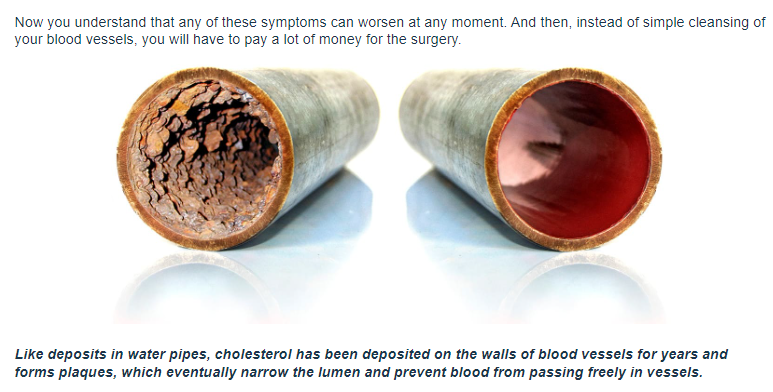 Now you understand that any of these symptoms can worsen at any moment. And then, instead of simple cleansing of
your blood vessels, you will have to pay a lot of money for the surgery.
Like deposits in water pipes, cholesterol has been deposited on the walls of blood vessels for years and
forms plaques, which eventually narrow the lumen and prevent blood from passing freely in vessels.